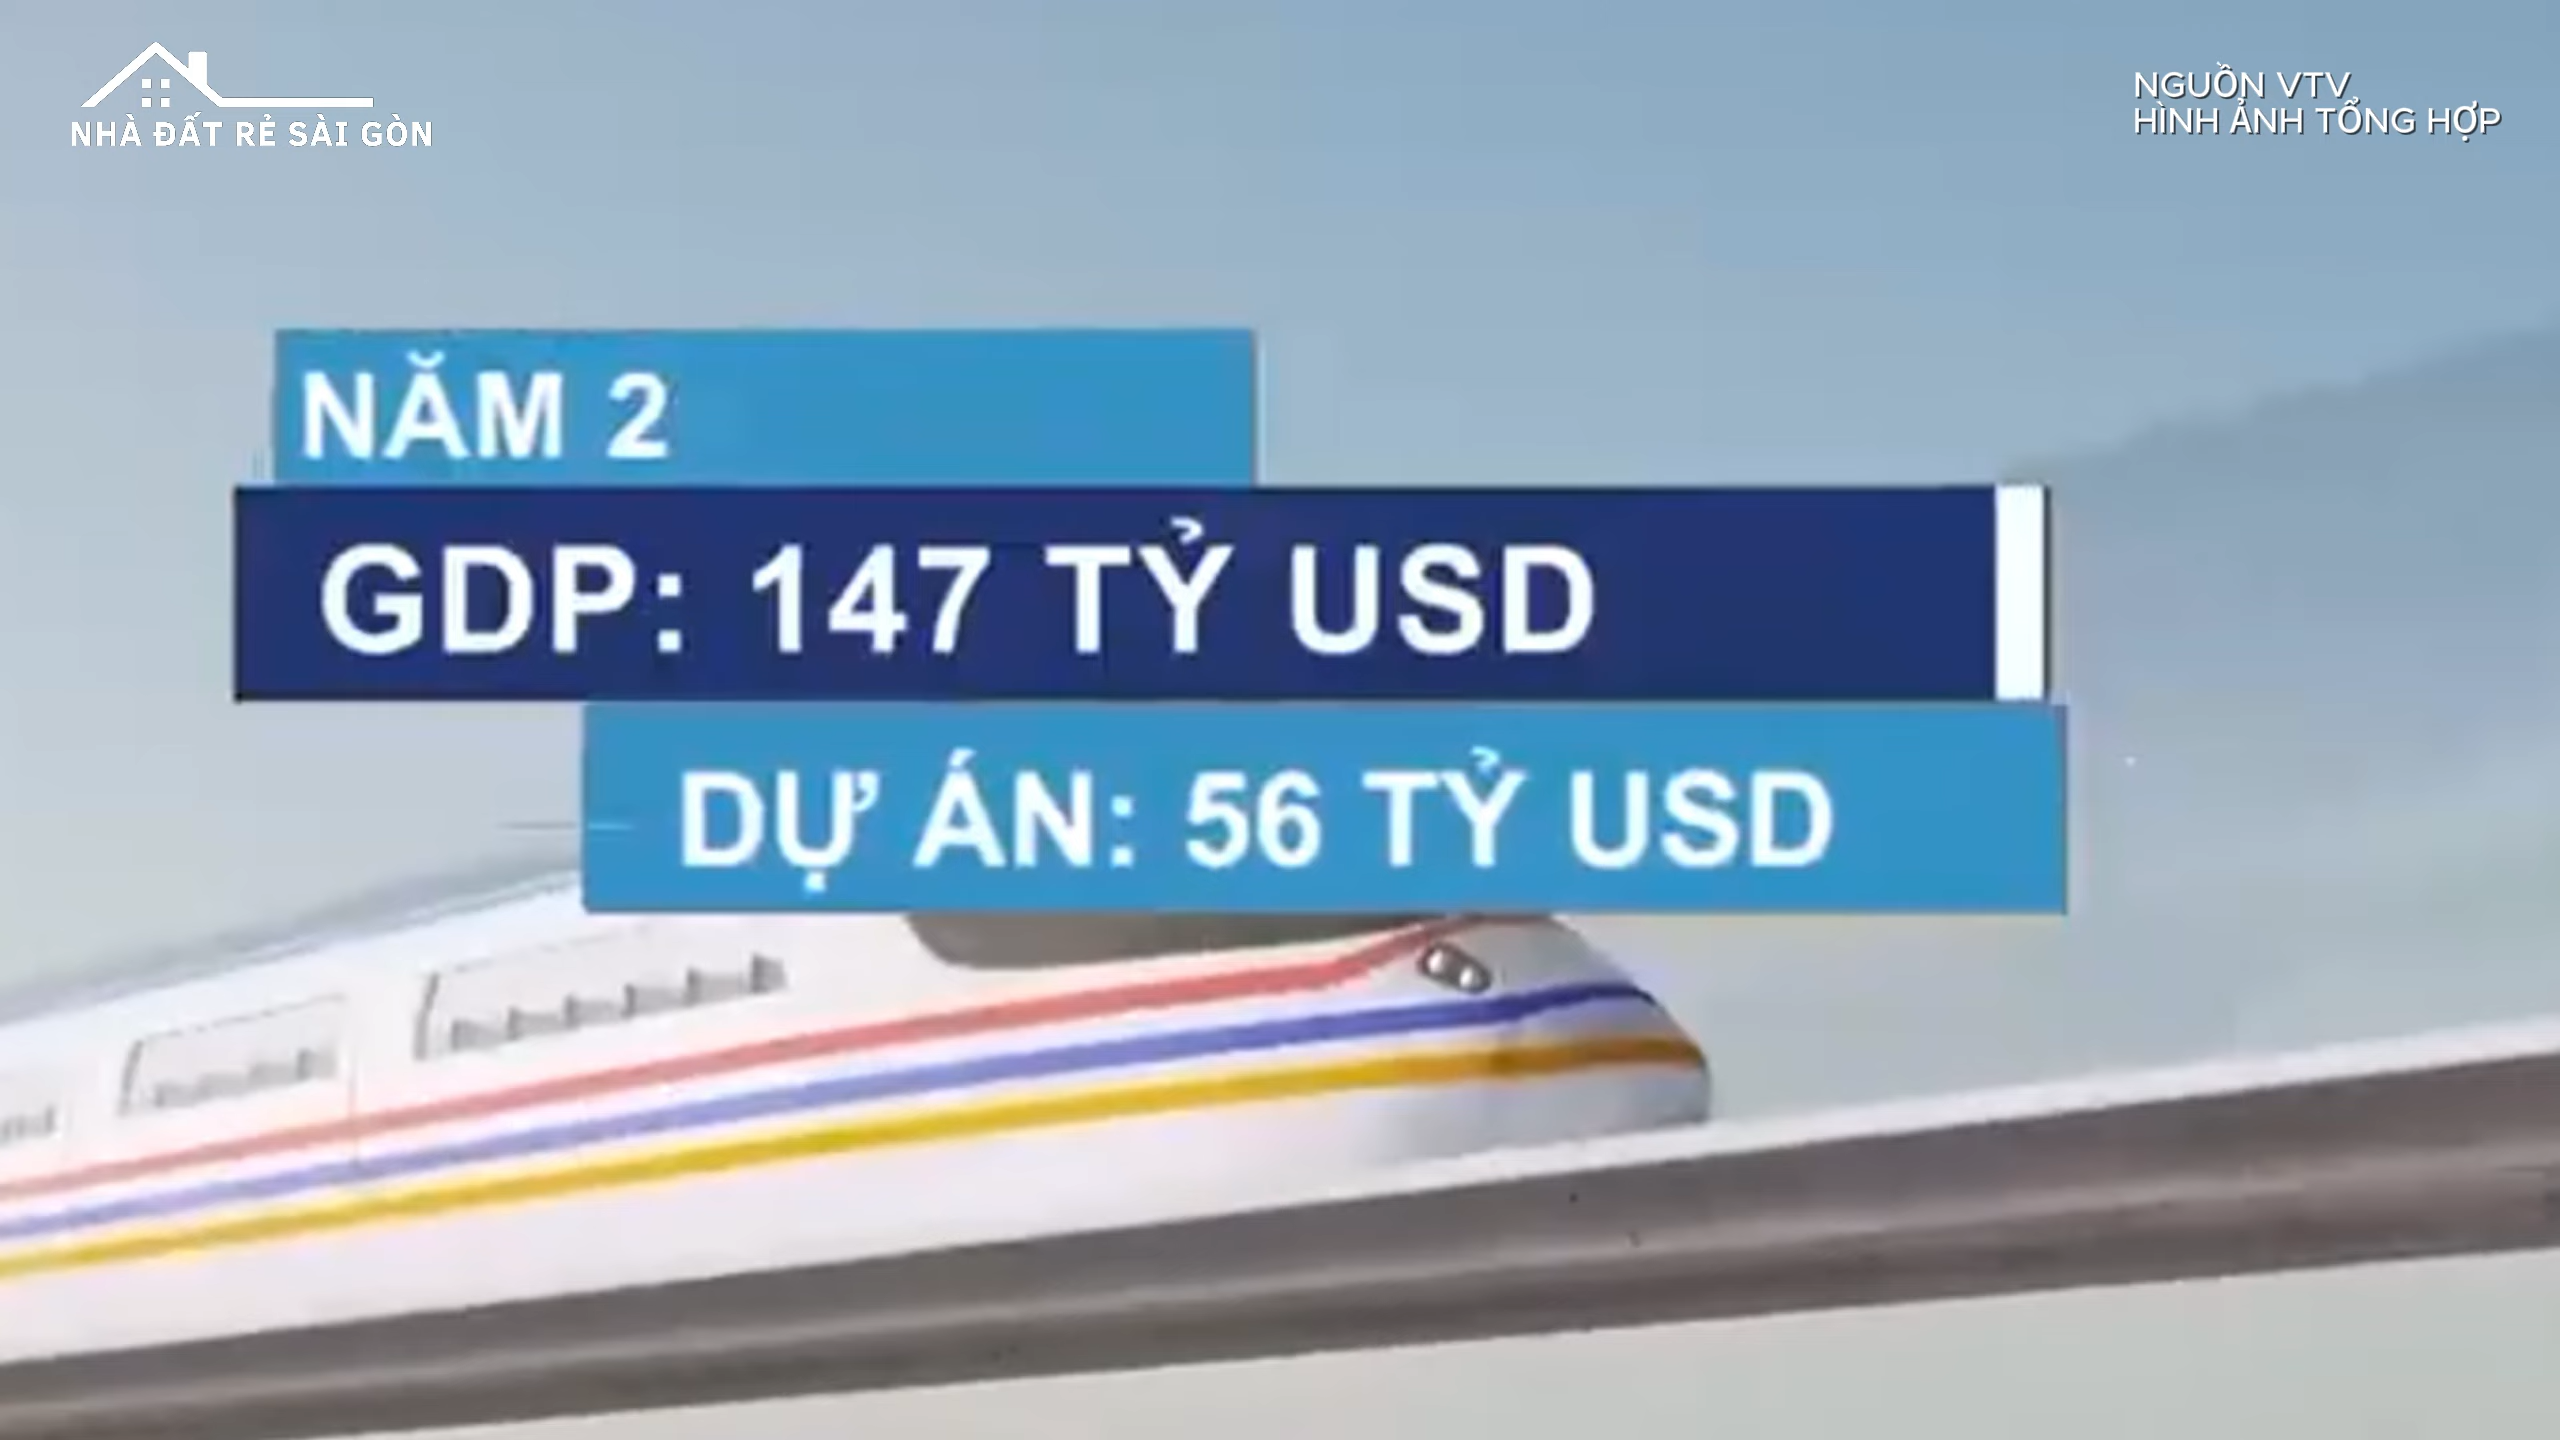 NHÀ ĐẤT RẺ SÀI GÒN
NGUỒN VTV
HÌNH ẢNH TỔNG HỢP
NĂM 2
GDP: 147 TỶ USD
DỰ ÁN: 56 TỶ USD